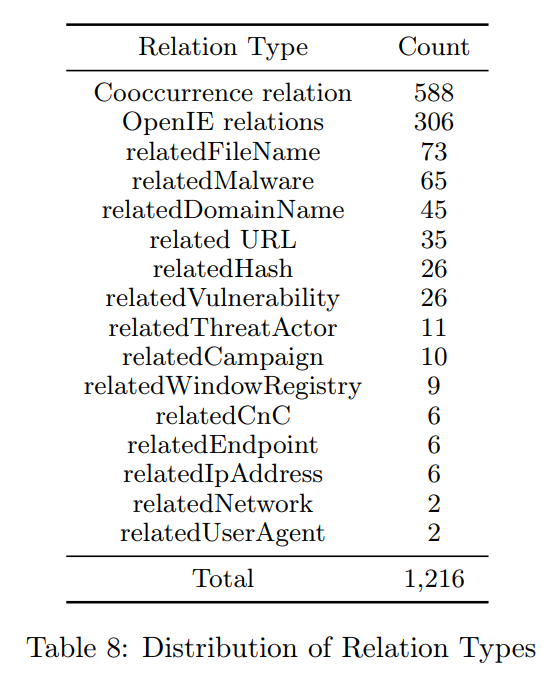 Relation Type Count
Cooccurrence relation 588
OpenIE relations 306
relatedFileName 73
relatedMalware 65
relatedDomainName 45
related URL 35
relatedHash 26
relatedVulnerability 26
relatedThreatActor 11
relatedCampaign 10
relatedWindowRegistry 9
relatedCnC 6
relatedEndpoint 6
relatedIpAddress 6
relatedNetwork 2
relatedUserAgent 2
Total 1,216
Table 8: Distribution of Relation Types